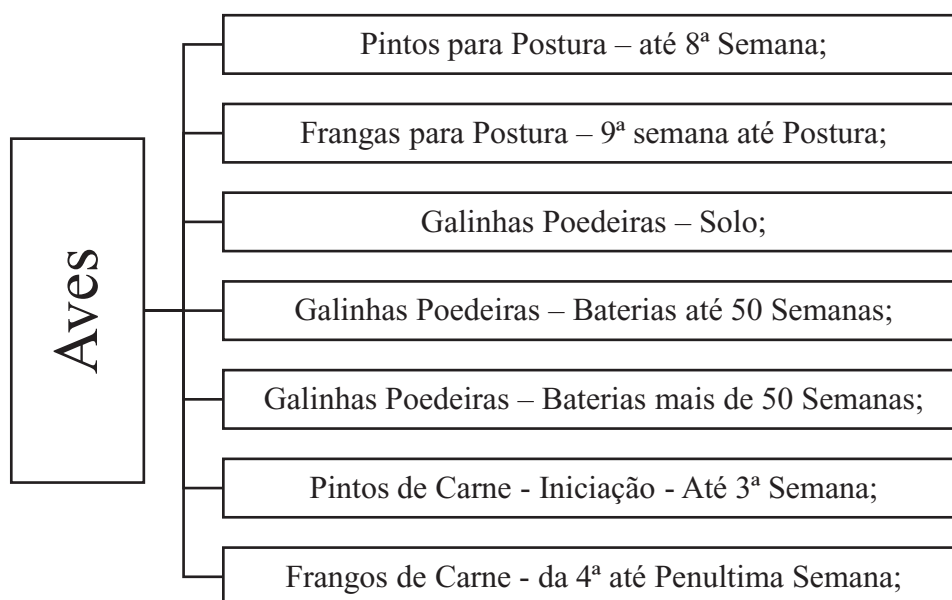 Aves
Pintos para Postura – até 8ª Semana;
Frangas para Postura – 9ª semana até Postura;
Galinhas Poedeiras – Solo;
Galinhas Poedeiras – Baterias até 50 Semanas;
Galinhas Poedeiras – Baterias mais de 50 Semanas;
Pintos de Carne - Iniciação - Até 3ª Semana;
Frangos de Carne - da 4ª até Penultima Semana;